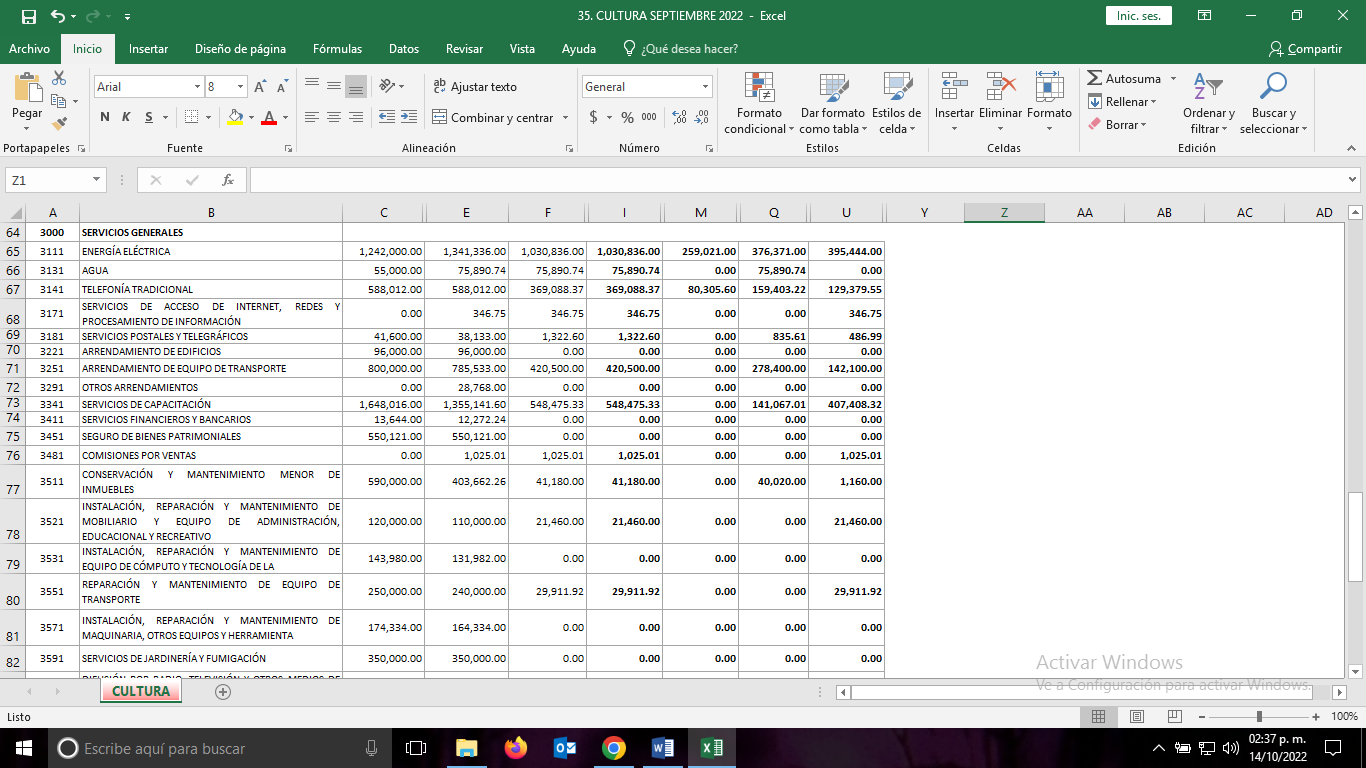 35. CULTURA SEPTIEMBRE 2022 - Excel
Inic. ses.
Archivo Inicio Insertar Diseño de página Fórmulas Datos Revisar Vista Ayuda ¿Qué desea hacer? Compartir
Pegar
Arial 8
N K S
Ajustar texto
Combinar y centrar
General
$ % 000
Formato condicional
Dar formato como tabla
Estilos de celda
Insertar Eliminar Formato
Autosuma
Rellenar
Borrar
Ordenar y filtrar
Buscar y seleccionar
Portapapeles Fuente Alineación Número Estilos Celdas Edición
Z1 fx
A B C E F I M Q U Y Z AA AB AC AD
64 3000 SERVICIOS GENERALES
65 3111 ENERGÍA ELÉCTRICA 1,242,000.00 1,341,336.00 1,030,836.00 1,030,836.00 259,021.00 376,371.00 395,444.00
66 3131 AGUA 55,000.00 75,890.74 75,890.74 75,890.74 0.00 75,890.74 0.00
67 3141 TELEFONÍA TRADICIONAL 588,012.00 588,012.00 369,088.37 369,088.37 80,305.60 159,403.22 129,379.55
68 3171 SERVICIOS DE ACCESO DE INTERNET, REDES Y
PROCESAMIENTO DE INFORMACIÓN 0.00 346.75 346.75 346.75 0.00 0.00 346.75
69 3181 SERVICIOS POSTALES Y TELEGRÁFICOS 41,600.00 38,133.00 1,322.60 1,322.60 0.00 835.61 486.99
70 3221 ARRENDAMIENTO DE EDIFICIOS 96,000.00 96,000.00 0.00 0.00 0.00 0.00 0.00
71 3251 ARRENDAMIENTO DE EQUIPO DE TRANSPORTE 800,000.00 785,533.00 420,500.00 420,500.00 0.00 278,400.00 142,100.00
72 3291 OTROS ARRENDAMIENTOS 0.00 28,768.00 0.00 0.00 0.00 0.00 0.00
73 3341 SERVICIOS DE CAPACITACIÓN 1,648,016.00 1,355,141.60 548,475.33 548,475.33 0.00 141,067.01 407,408.32
74 3411 SERVICIOS FINANCIEROS Y BANCARIOS 13,644.00 12,272.24 0.00 0.00 0.00 0.00 0.00
75 3451 SEGURO DE BIENES PATRIMONIALES 550,121.00 550,121.00 0.00 0.00 0.00 0.00 0.00
76 3481 COMISIONES POR VENTAS 0.00 1,025.01 1,025.01 1,025.01 0.00 0.00 1,025.01
77 3511 CONSERVACIÓN Y MANTENIMIENTO MENOR DE
INMUEBLES 590,000.00 403,662.26 41,180.00 41,180.00 0.00 40,020.00 1,160.00
78 3521 INSTALACIÓN, REPARACIÓN Y MANTENIMIENTO DE
MOBILIARIO Y EQUIPO DE ADMINISTRACIÓN,
EDUCACIONAL Y RECREATIVO 120,000.00 110,000.00 21,460.00 21,460.00 0.00 0.00 21,460.00
79 3531 INSTALACIÓN, REPARACIÓN Y MANTENIMIENTO DE
EQUIPO DE CÓMPUTO Y TECNOLOGÍA DE LA 143,980.00 131,982.00 0.00 0.00 0.00 0.00 0.00
80 3551 REPARACIÓN Y MANTENIMIENTO DE EQUIPO DE
TRANSPORTE 250,000.00 240,000.00 29,911.92 29,911.92 0.00 0.00 29,911.92
81 3571 INSTALACIÓN, REPARACIÓN Y MANTENIMIENTO DE
MAQUINARIA, OTROS EQUIPOS Y HERRAMIENTA 174,334.00 164,334.00 0.00 0.00 0.00 0.00 0.00
82 3591 SERVICIOS DE JARDINERÍA Y FUMIGACIÓN 350,000.00 350,000.00 0.00 0.00 0.00 0.00 0.00
Activar Windows
Ve a Configuración para activar Windows.
CULTURA
Listo 100%
Escribe aquí para buscar
02:37 p. m.
14/10/2022